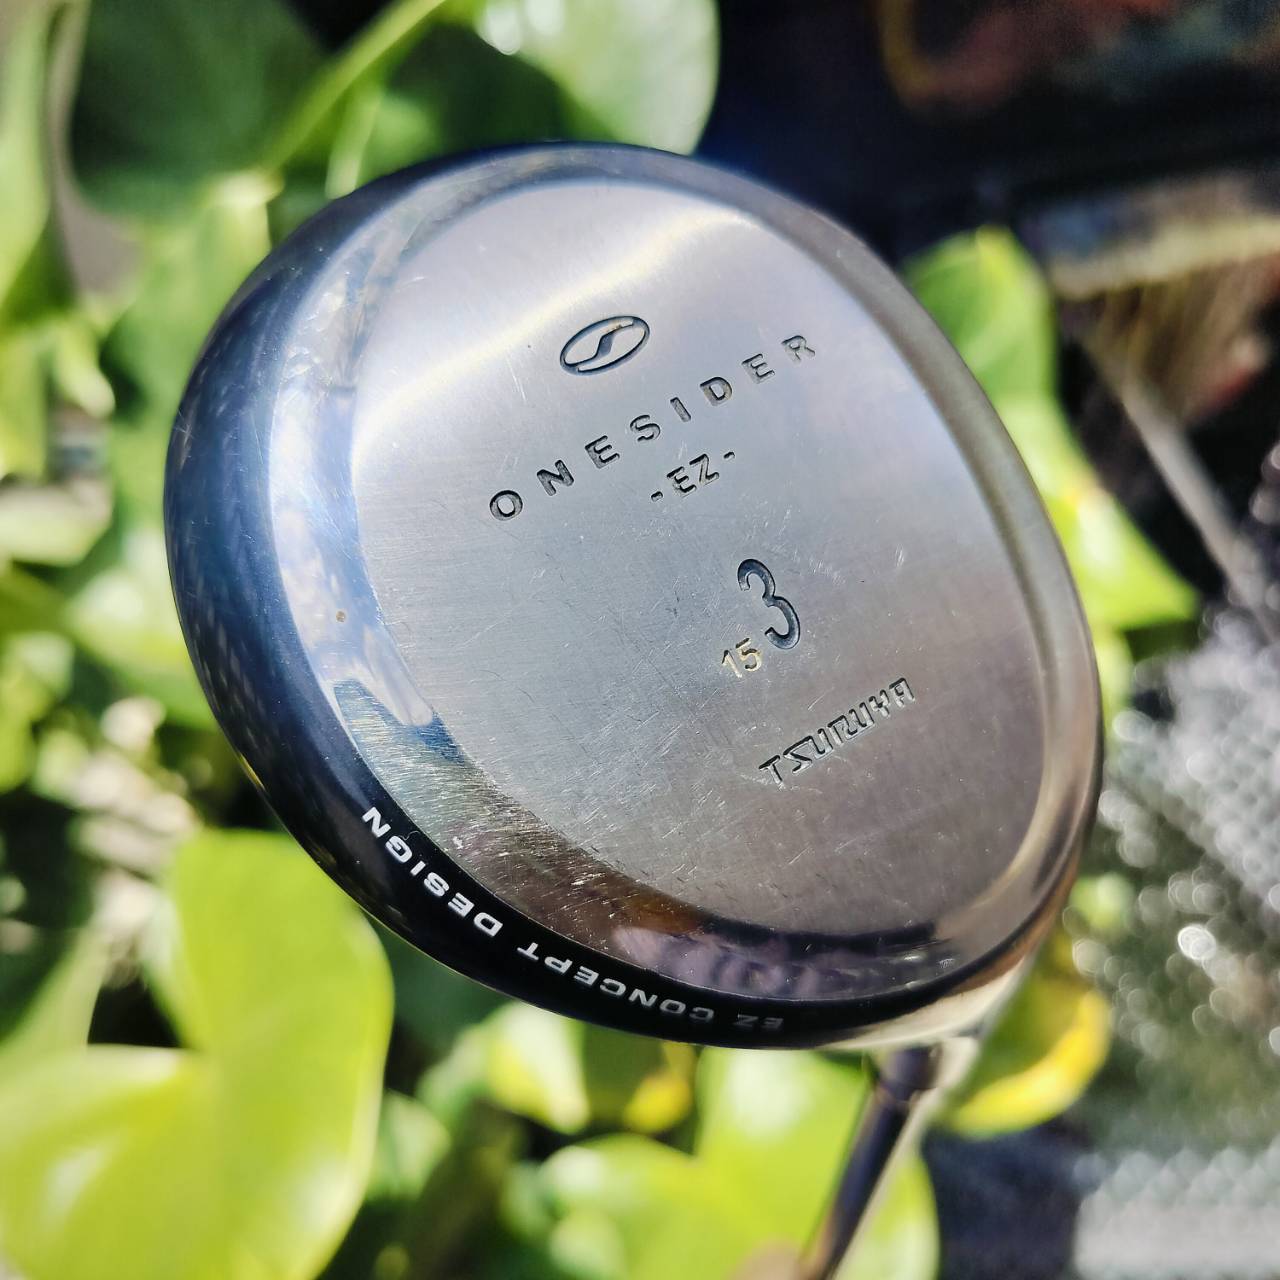 ONESIDER
-EZ-
3
15
TSURUYA
EZ CONCEPT DESIGN